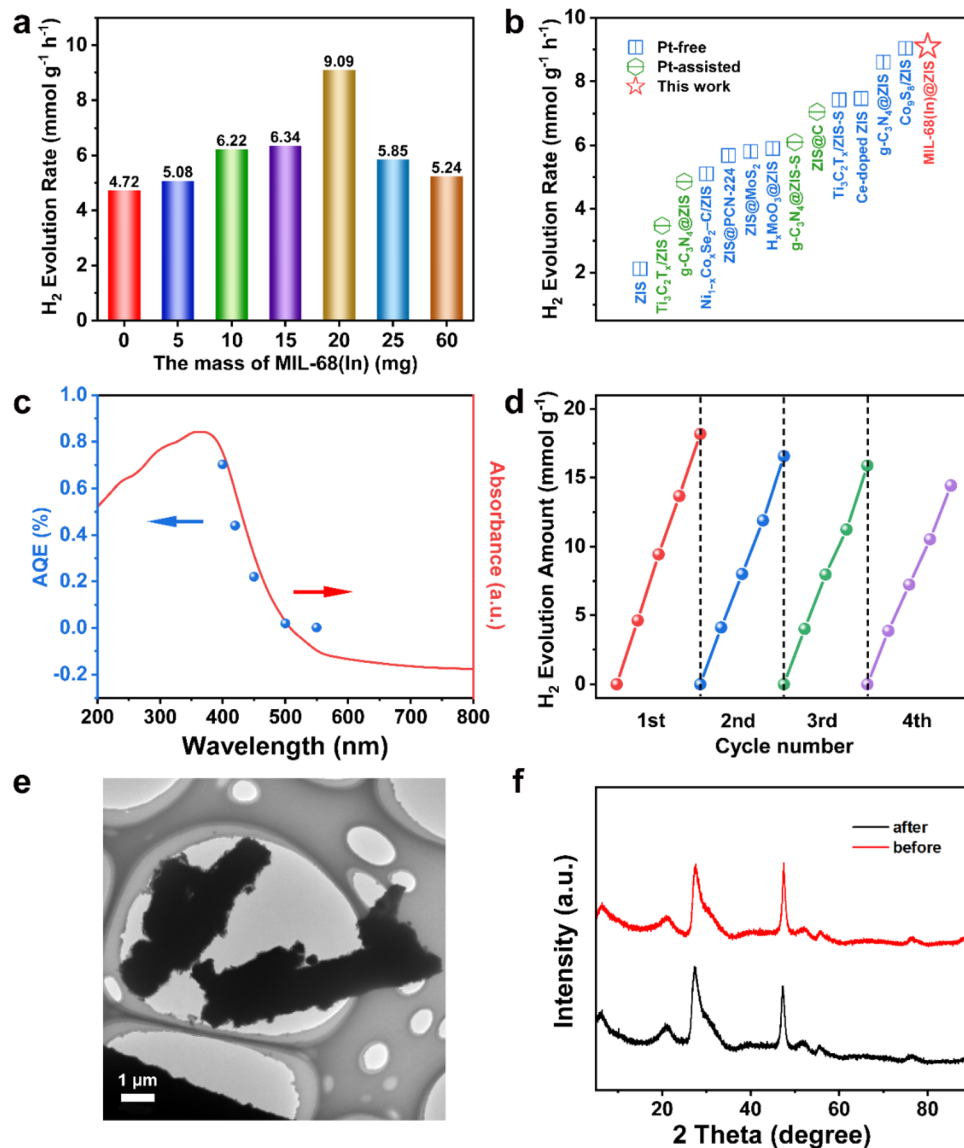 a
H₂ Evolution Rate (mmol g⁻¹ h⁻¹)
10
8
6
4
2
0
4.72
5.08
6.22
6.34
9.09
5.85
5.24
0 5 10 15 20 25 60
The mass of MIL-68(In) (mg)
b
H₂ Evolution Rate (mmol g⁻¹ h⁻¹)
10
8
6
4
2
Pt-free
Pt-assisted
This work
ZIS
Ti₃C₂Tₓ/ZIS
g-C₃N₄@ZIS
Ni₁₋ₓCoₓSe₂–C/ZIS
ZIS@PCN-224
ZIS@MoS₂
HₓMoO₃@ZIS
g-C₃N₄@ZIS-S
ZIS@C
Ti₃C₂Tₓ/ZIS-S
Ce-doped ZIS
g-C₃N₄@ZIS
Co₉S₈/ZIS
MIL-68(In)@ZIS
c
AQE (%)
1.0
0.8
0.6
0.4
0.2
0.0
-0.2
Absorbance (a.u.)
200 300 400 500 600 700 800
Wavelength (nm)
d
H₂ Evolution Amount (mmol g⁻¹)
20
15
10
5
0
1st 2nd 3rd 4th
Cycle number
e
1 μm
f
Intensity (a.u.)
after
before
20 40 60 80
2 Theta (degree)